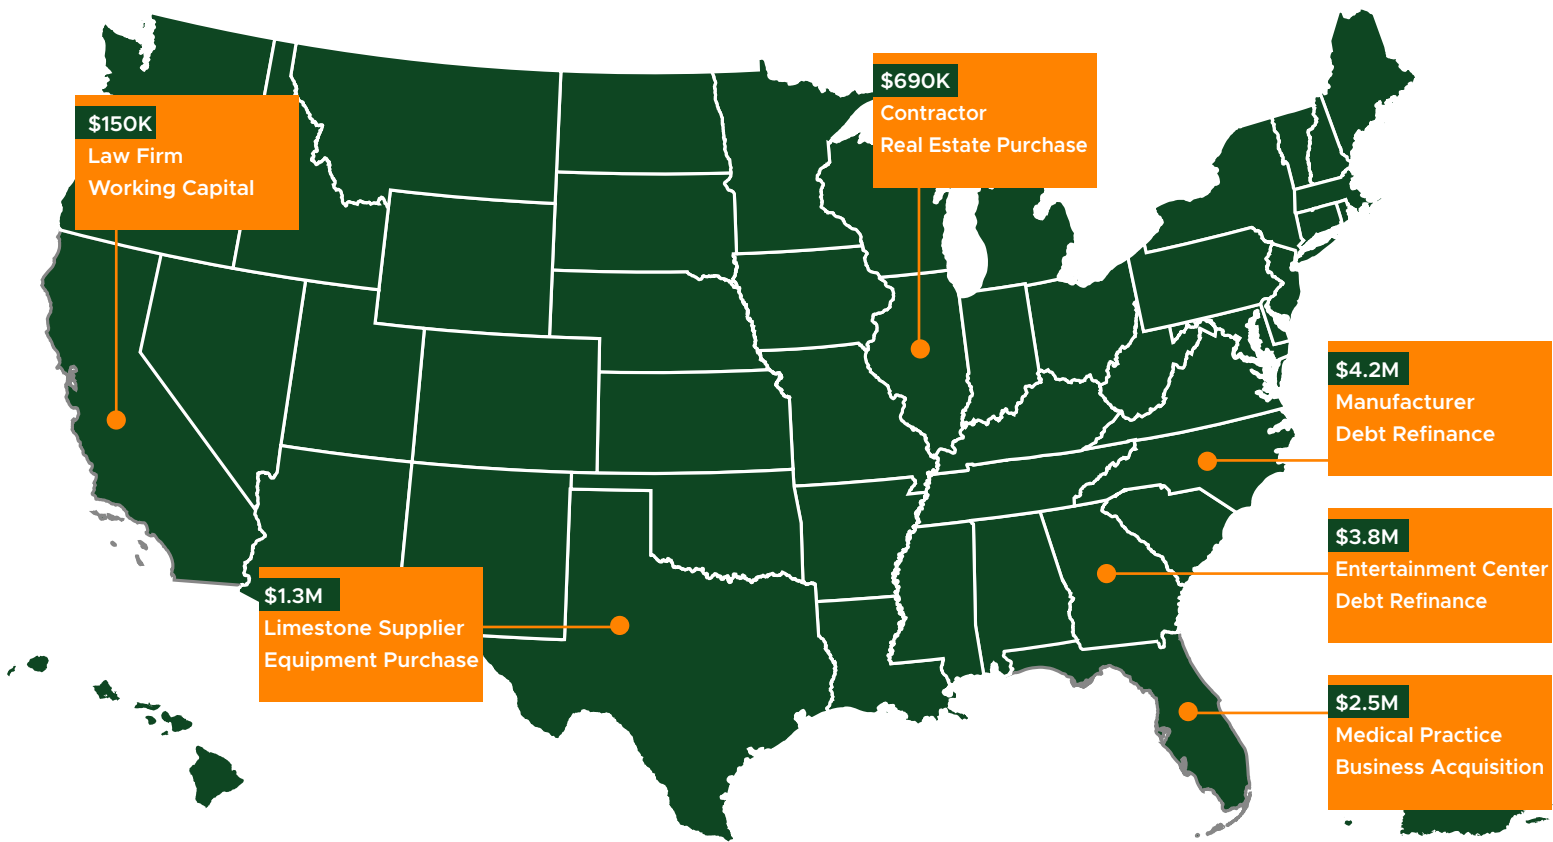 $690K
Contractor
Real Estate Purchase
$150K
Law Firm
Working Capital
$4.2M
Manufacturer
Debt Refinance
$3.8M
Entertainment Center
Debt Refinance
$1.3M
Limestone Supplier
Equipment Purchase
$2.5M
Medical Practice
Business Acquisition